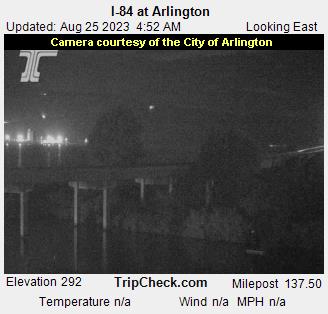 I-84 at Arlington
Updated: Aug 25 2023 4:52 AM Looking East
Camera courtesy of the City of Arlington
Elevation 292 TripCheck.com Milepost 137.50
Temperature n/a Wind n/a MPH n/a